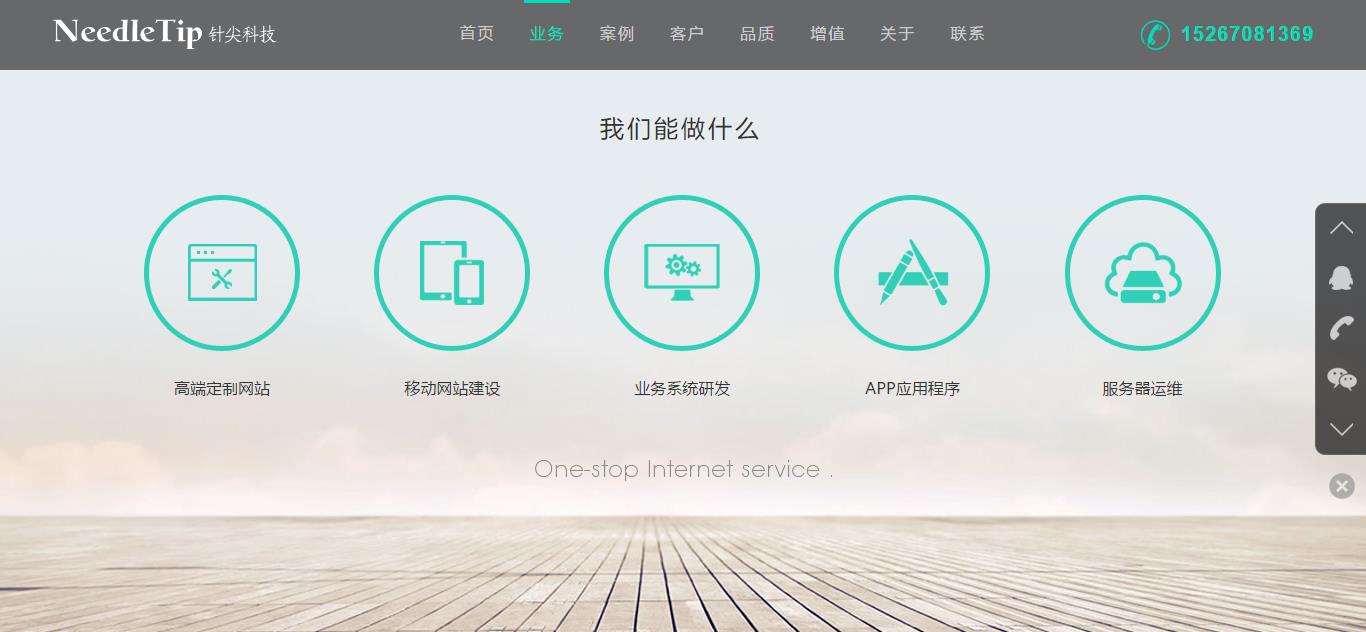 NeedleTip 针尖科技
首页 业务 案例 客户 品质 增值 关于 联系
15267081369
我们能做什么
高端定制网站 移动网站建设 业务系统研发 APP应用程序 服务器运维
One-stop Internet service .